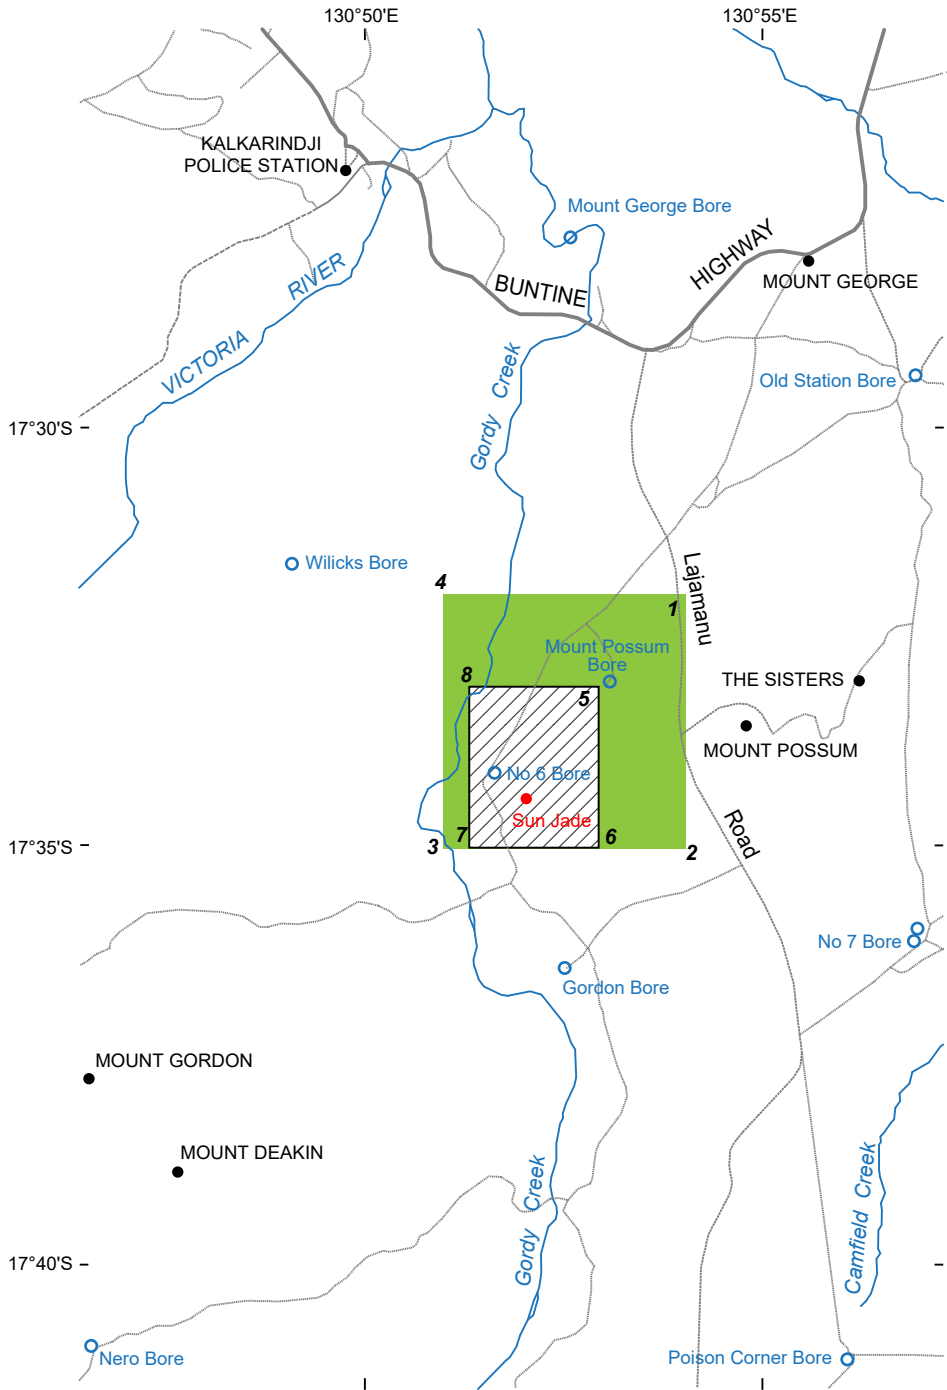 130°50'E
130°55'E
KALKARINDJI
POLICE STATION
Mount George Bore
HIGHWAY
MOUNT GEORGE
RIVER
BUNTINE
VICTORIA
Gordy Creek
Old Station Bore
17°30'S
Wilicks Bore
Lajamanu
4
1
Mount Possum
Bore
8
5
THE SISTERS
MOUNT POSSUM
No 6 Bore
Sun Jade
Road
17°35'S
3
7
6
2
No 7 Bore
Gordon Bore
MOUNT GORDON
MOUNT DEAKIN
Gordy Creek
Camfield Creek
17°40'S
Nero Bore
Poison Corner Bore